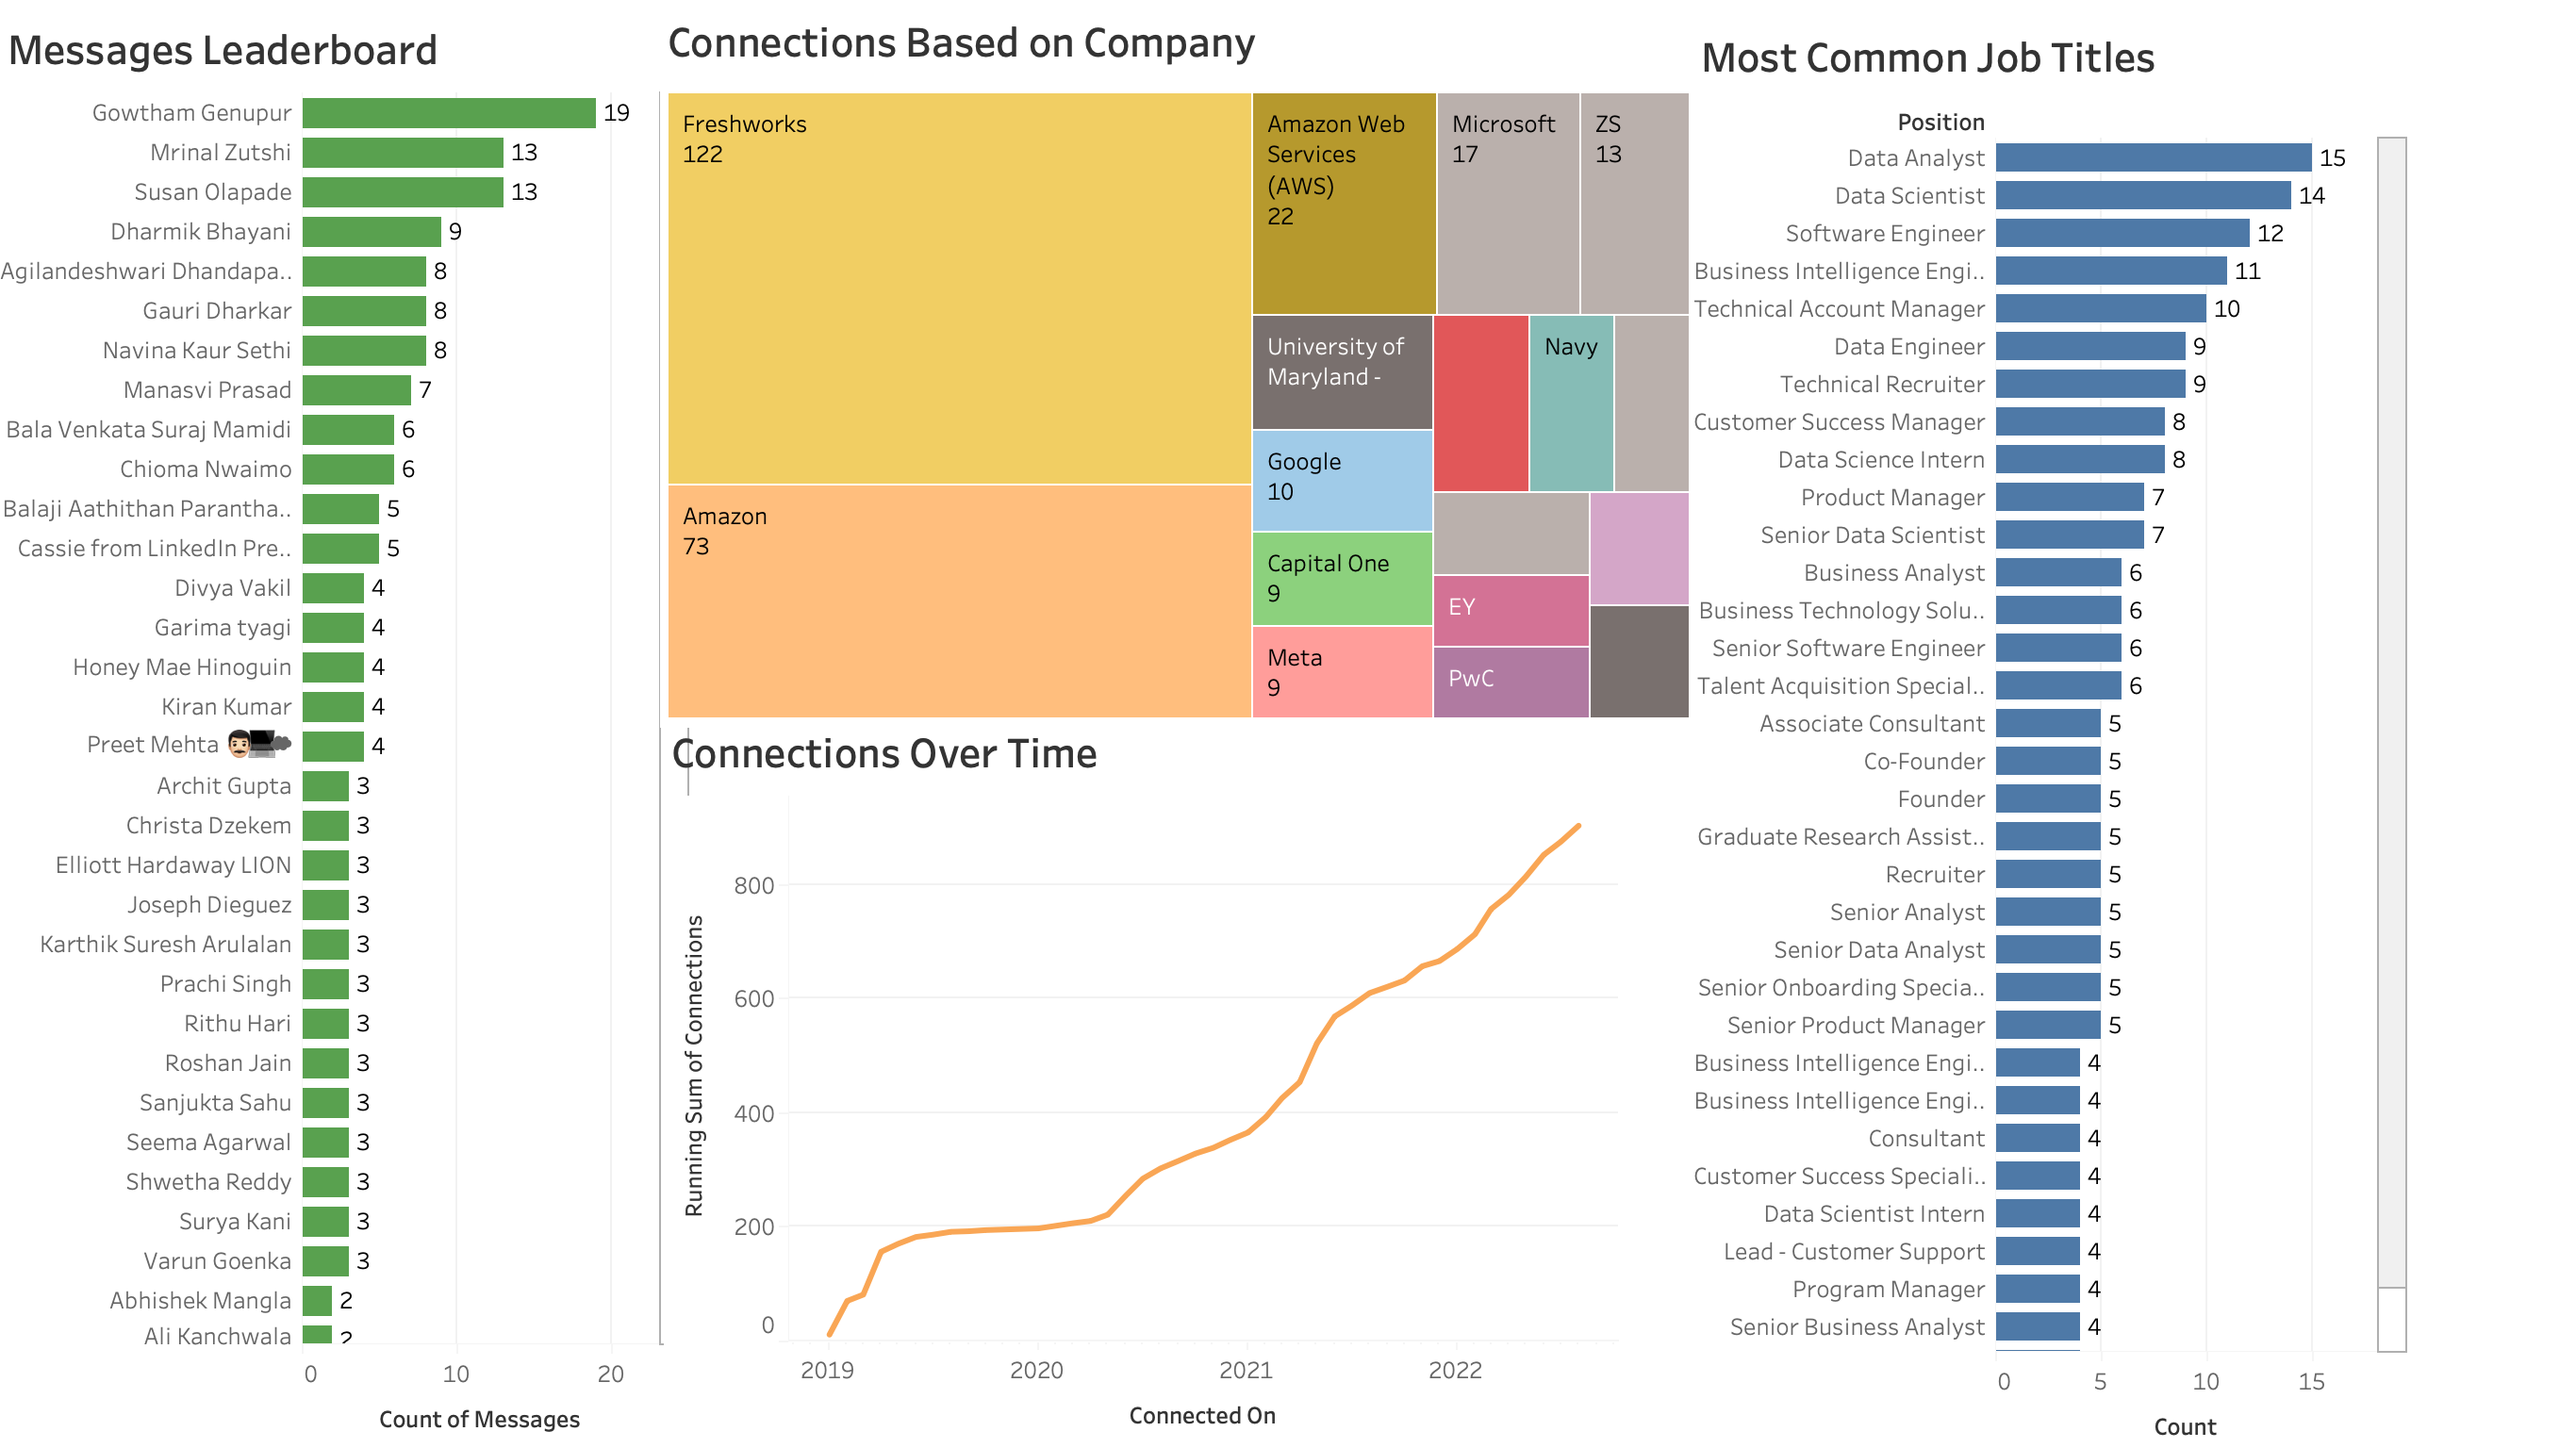 Messages Leaderboard
Gowtham Genupur 19
Mrinal Zutshi 13
Susan Olapade 13
Dharmik Bhayani 9
Agilandeshwari Dhandapa.. 8
Gauri Dharkar 8
Navina Kaur Sethi 8
Manasvi Prasad 7
Bala Venkata Suraj Mamidi 6
Chioma Nwaimo 6
Balaji Aathithan Parantha.. 5
Cassie from LinkedIn Pre.. 5
Divya Vakil 4
Garima tyagi 4
Honey Mae Hinoguin 4
Kiran Kumar 4
Preet Mehta 4
Archit Gupta 3
Christa Dzekem 3
Elliott Hardaway LION 3
Joseph Dieguez 3
Karthik Suresh Arulalan 3
Prachi Singh 3
Rithu Hari 3
Roshan Jain 3
Sanjukta Sahu 3
Seema Agarwal 3
Shwetha Reddy 3
Surya Kani 3
Varun Goenka 3
Abhishek Mangla 2
Ali Kanchwala 2
0 10 20
Count of Messages
Connections Based on Company
Freshworks
122
Amazon
73
Amazon Web
Services
(AWS)
22
Microsoft
17
ZS
13
University of
Maryland -
Google
10
Capital One
9
Meta
9
Navy
EY
PwC
Connections Over Time
Running Sum of Connections
800
600
400
200
0
2019 2020 2021 2022
Connected On
Most Common Job Titles
Position
Data Analyst 15
Data Scientist 14
Software Engineer 12
Business Intelligence Engi.. 11
Technical Account Manager 10
Data Engineer 9
Technical Recruiter 9
Customer Success Manager 8
Data Science Intern 8
Product Manager 7
Senior Data Scientist 7
Business Analyst 6
Business Technology Solu.. 6
Senior Software Engineer 6
Talent Acquisition Special.. 6
Associate Consultant 5
Co-Founder 5
Founder 5
Graduate Research Assist.. 5
Recruiter 5
Senior Analyst 5
Senior Data Analyst 5
Senior Onboarding Specia.. 5
Senior Product Manager 5
Business Intelligence Engi.. 4
Business Intelligence Engi.. 4
Consultant 4
Customer Success Speciali.. 4
Data Scientist Intern 4
Lead - Customer Support 4
Program Manager 4
Senior Business Analyst 4
0 5 10 15
Count